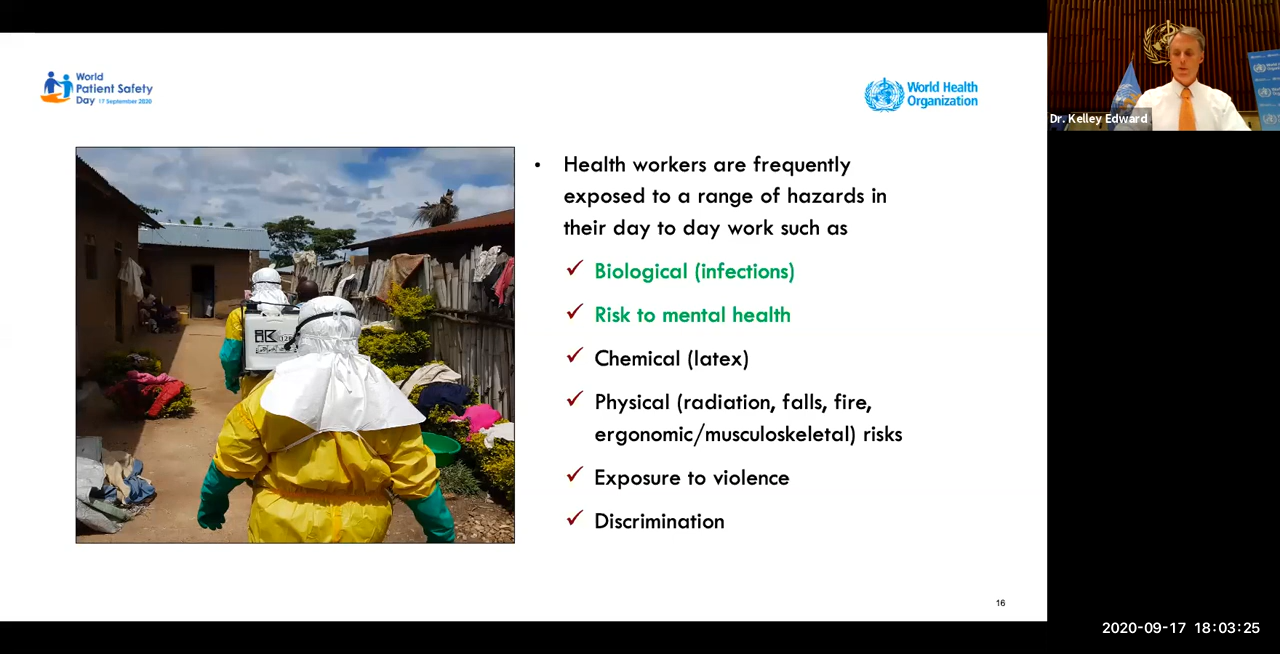 World
Patient Safety
Day 17 September 2020
World Health
Organization
Dr. Kelley Edward
• Health workers are frequently
exposed to a range of hazards in
their day to day work such as
✓ Biological (infections)
✓ Risk to mental health
✓ Chemical (latex)
✓ Physical (radiation, falls, fire,
ergonomic/musculoskeletal) risks
✓ Exposure to violence
✓ Discrimination
16
2020-09-17 18:03:25